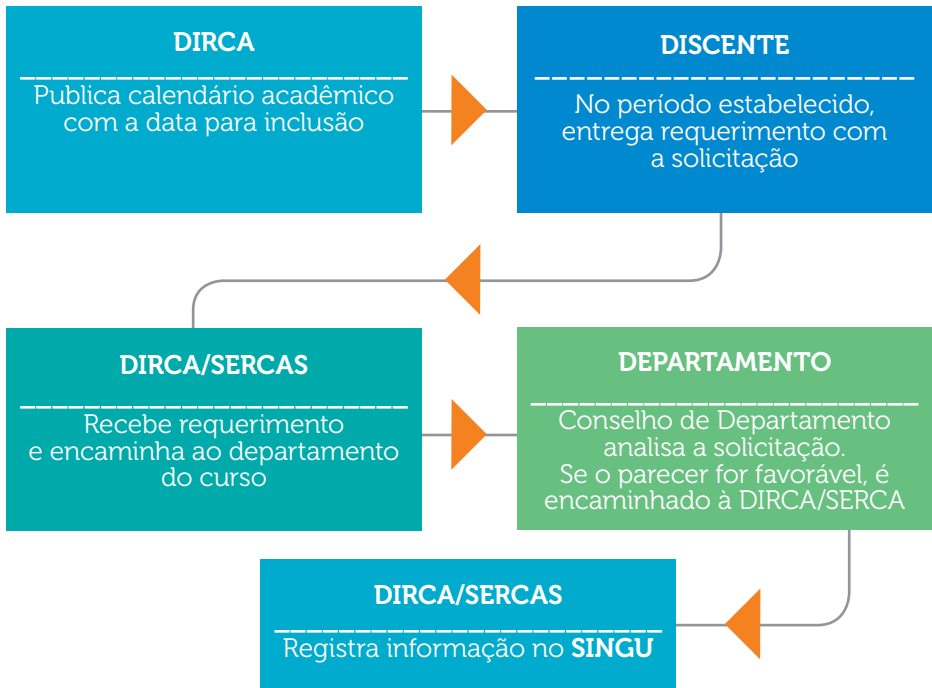 DIRCA
Publica calendário acadêmico
com a data para inclusão
DISCENTE
No período estabelecido,
entrega requerimento com
a solicitação
DIRCA/SERCAS
Recebe requerimento
e encaminha ao departamento
do curso
DEPARTAMENTO
Conselho de Departamento
analisa a solicitação.
Se o parecer for favorável, é
encaminhado à DIRCA/SERCA
DIRCA/SERCAS
Registra informação no SINGU